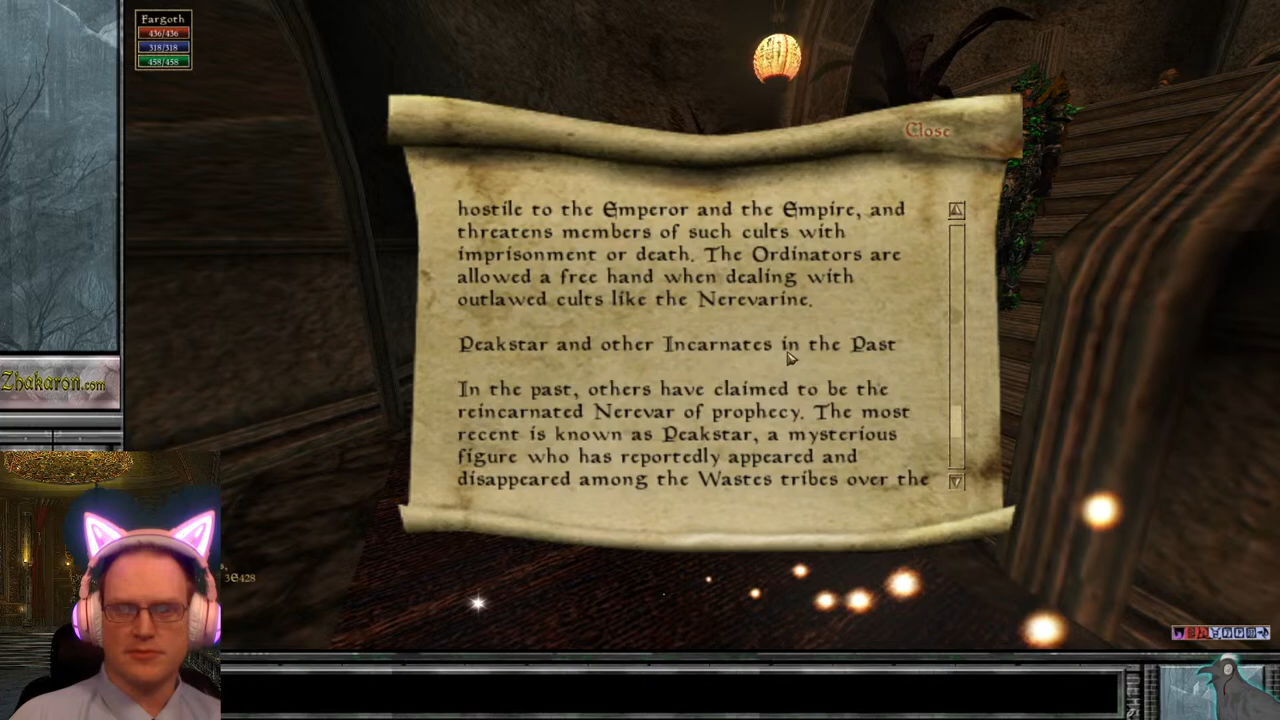 Fargoth
436/436
318/318
458/458
Close
hostile to the Emperor and the Empire, and
threatens members of such cults with
imprisonment or death. The Ordinators are
allowed a free hand when dealing with
outlawed cults like the Nerevarine.
Peakstar and other Incarnates in the Past
In the past, others have claimed to be the
reincarnated Nerevar of prophecy. The most
recent is known as Peakstar, a mysterious
figure who has reportedly appeared and
disappeared among the Wastes tribes over the
Zhakaron.com
s,
3E428